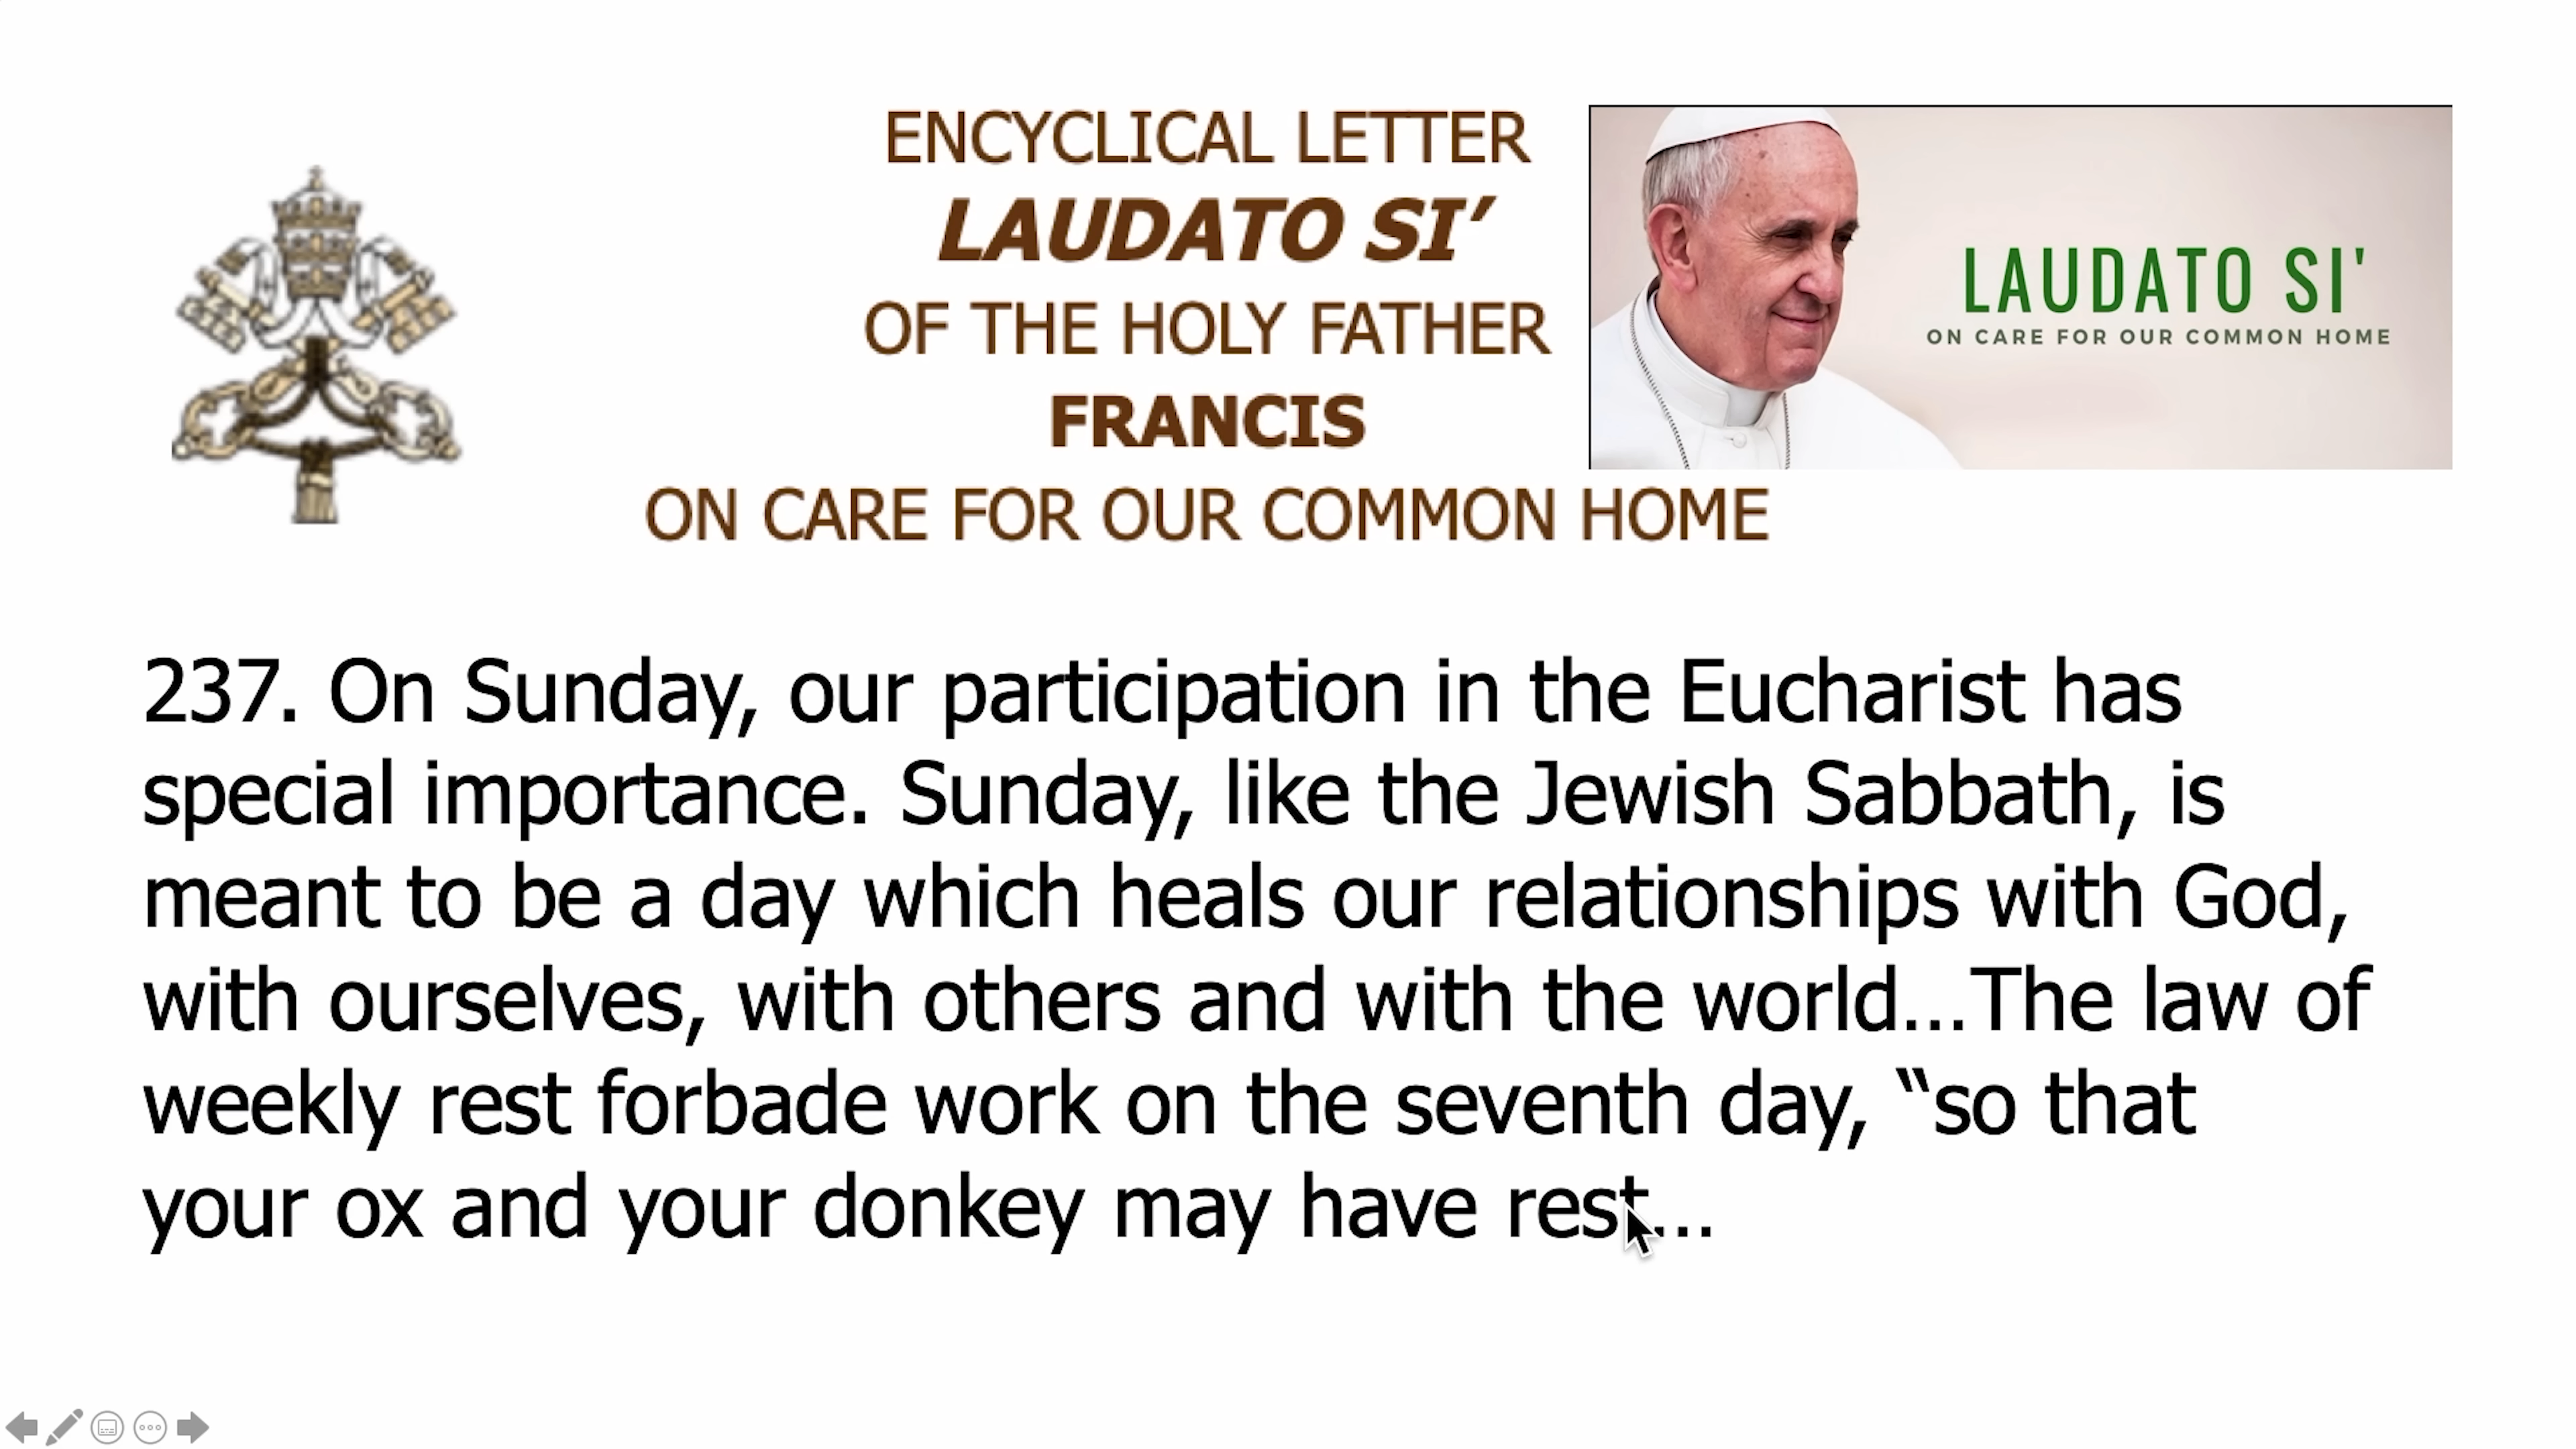 ENCYCLICAL LETTER
LAUDATO SI’
OF THE HOLY FATHER
FRANCIS
ON CARE FOR OUR COMMON HOME
LAUDATO SI'
ON CARE FOR OUR COMMON HOME
237. On Sunday, our participation in the Eucharist has
special importance. Sunday, like the Jewish Sabbath, is
meant to be a day which heals our relationships with God,
with ourselves, with others and with the world…The law of
weekly rest forbade work on the seventh day, “so that
your ox and your donkey may have rest…